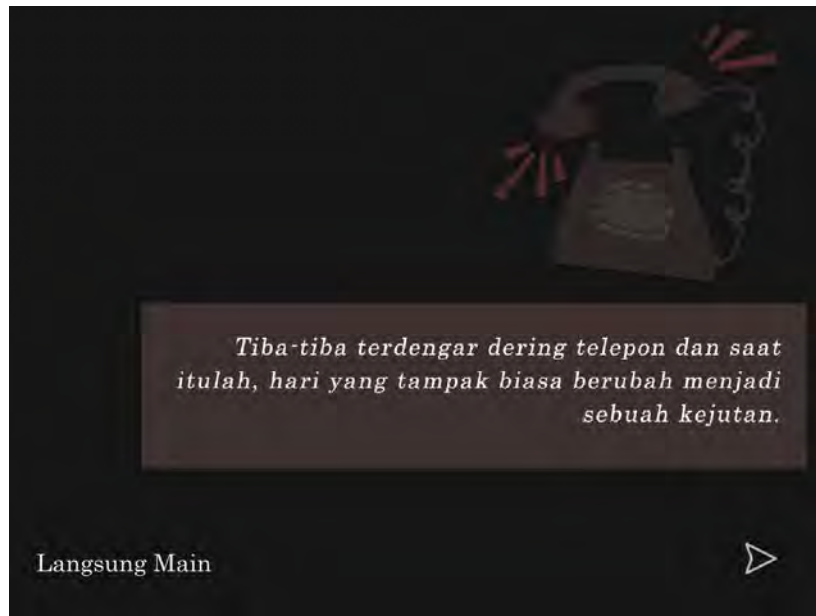 Tiba-tiba terdengar dering telepon dan saat
itulah, hari yang tampak biasa berubah menjadi
sebuah kejutan.
Langsung Main